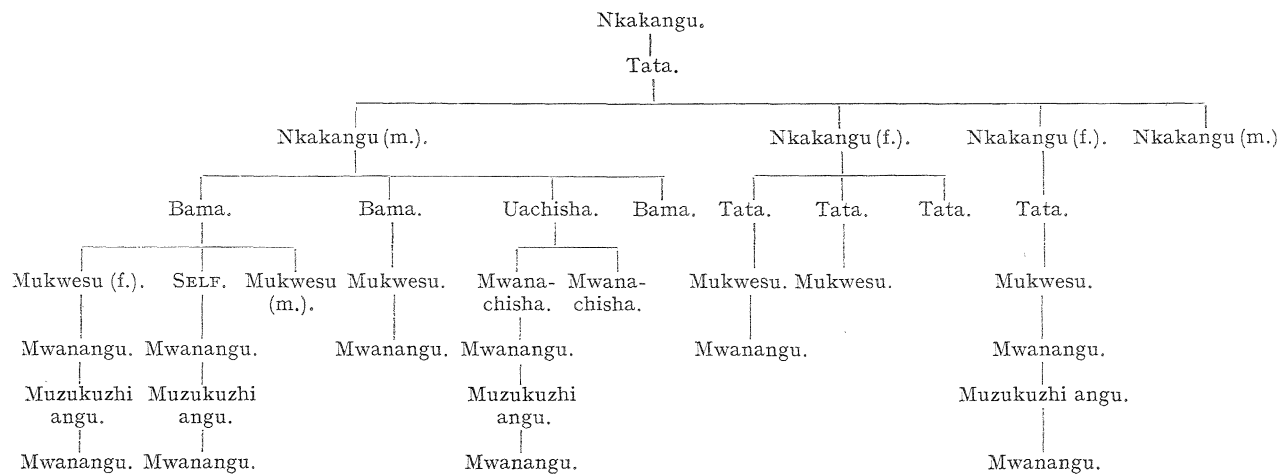 Nkakangu.
Tata.
Nkakangu (m.). Nkakangu (f.). Nkakangu (f.). Nkakangu (m.)
Bama. Bama. Uachisha. Bama. Tata. Tata. Tata. Tata.
Mukwesu (f.). SELF. Mukwesu Mukwesu. Mwana- Mwana- Mukwesu. Mukwesu. Mukwesu.
(m.). chisha. chisha.
Mwanangu. Mwanangu. Mwanangu. Mwanangu. Mwanangu. Mwanangu.
Muzukuzhi Muzukuzhi Muzukuzhi Muzukuzhi angu.
angu. angu. angu.
Mwanangu. Mwanangu. Mwanangu. Mwanangu.